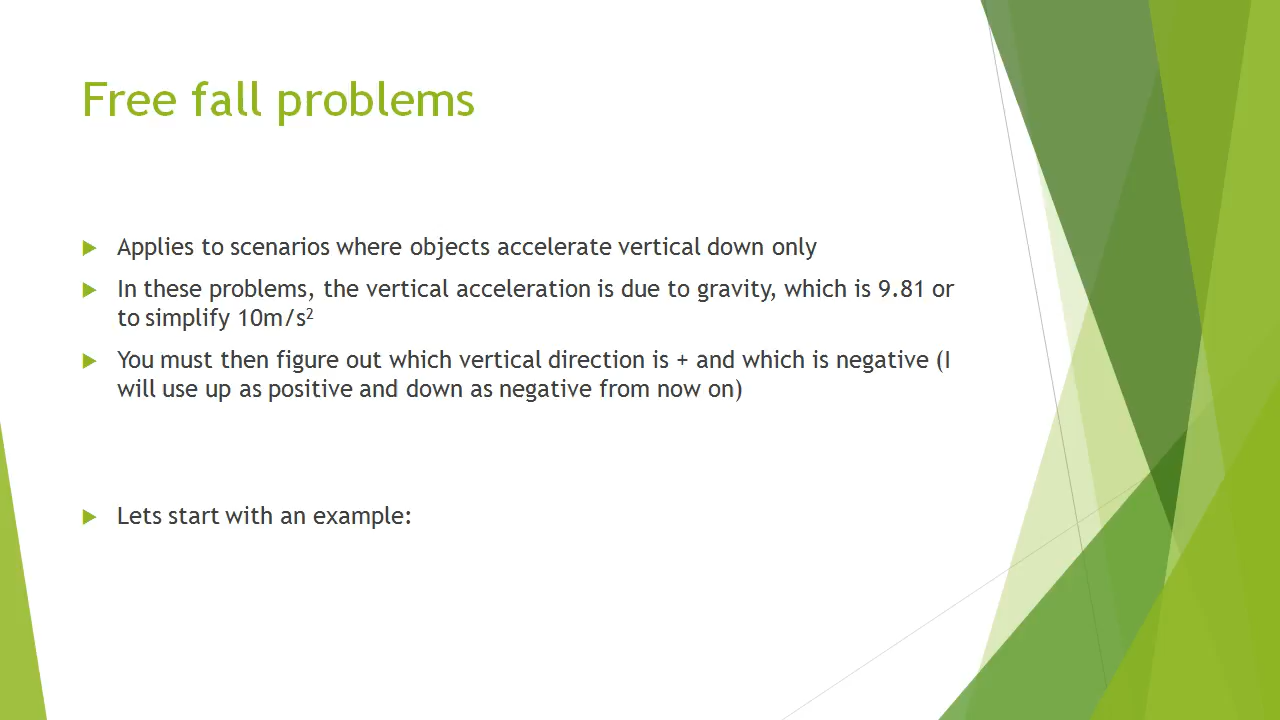 Free fall problems
Applies to scenarios where objects accelerate vertical down only
In these problems, the vertical acceleration is due to gravity, which is 9.81 or
to simplify 10m/s²
You must then figure out which vertical direction is + and which is negative (I
will use up as positive and down as negative from now on)
Lets start with an example: